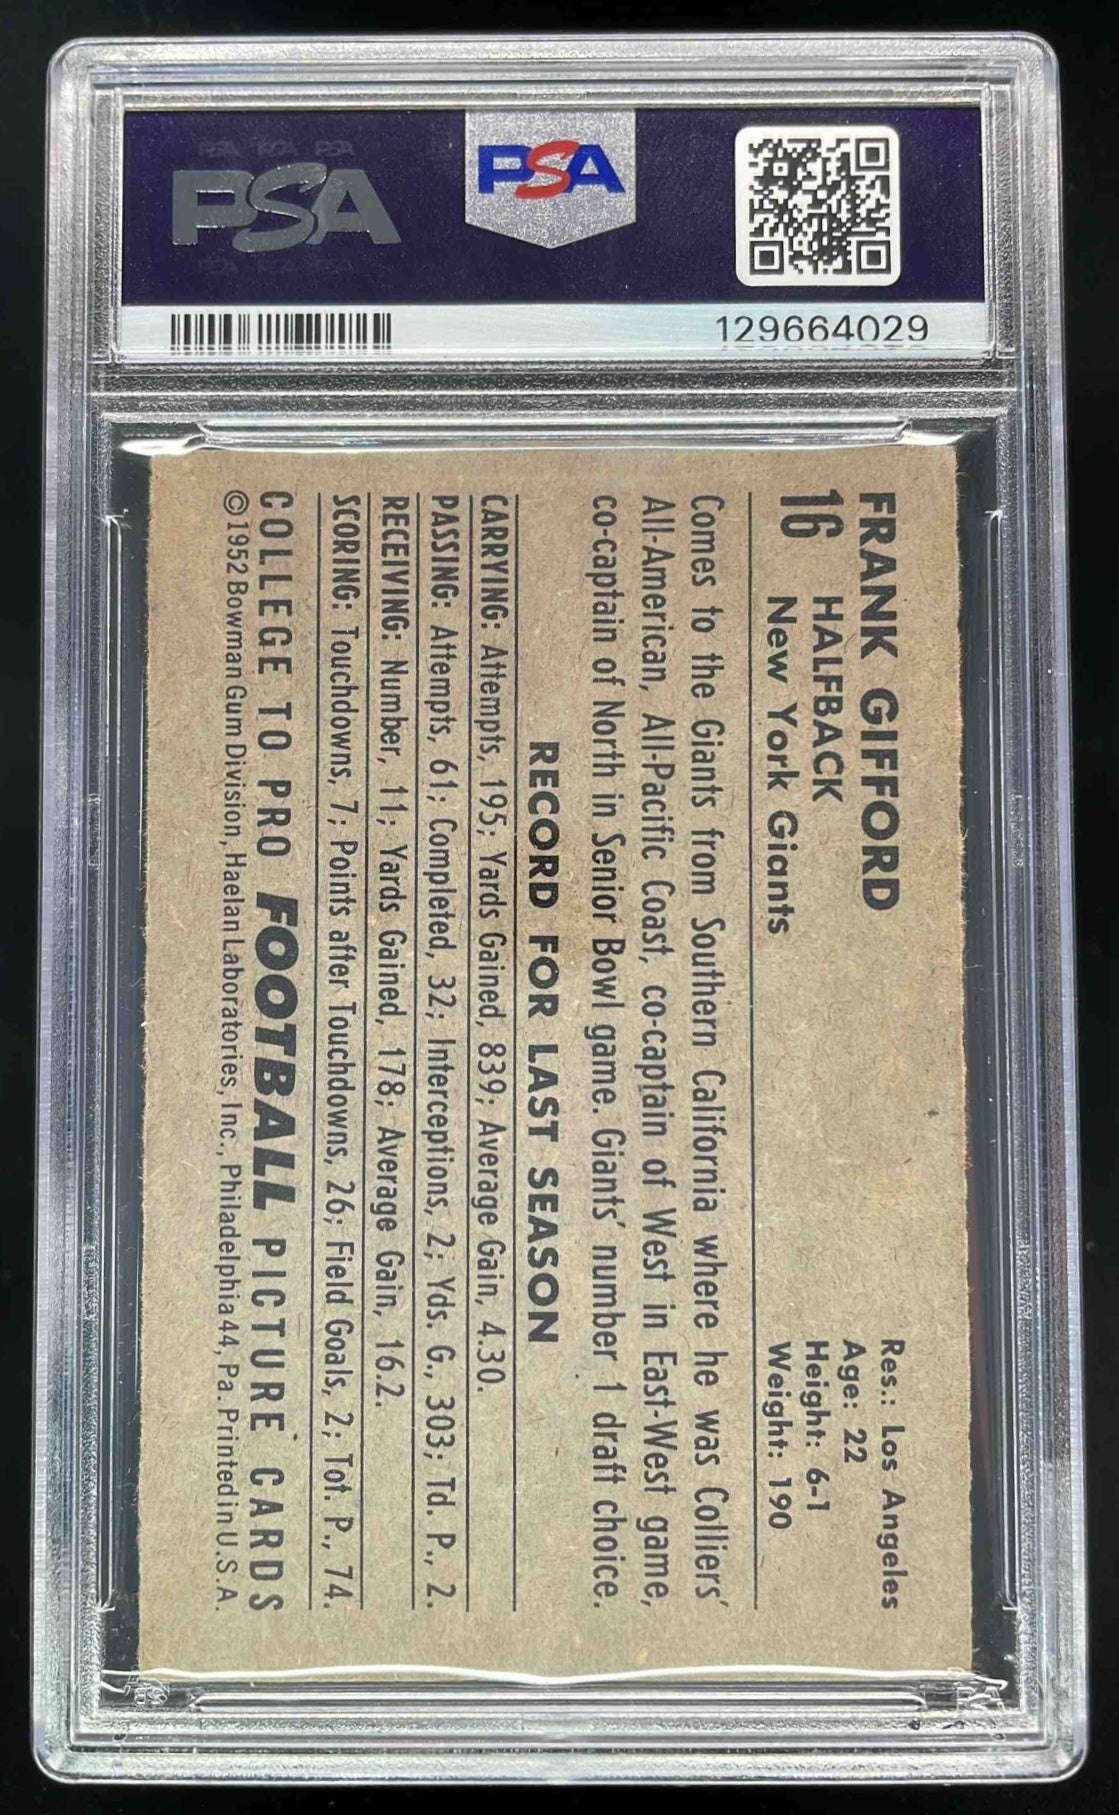 PSA PSA PSA
PSA
PSA PSA PSA
PSA
129664029
FRANK GIFFORD
16 HALFBACK
New York Giants
Res.: Los Angeles
Age: 22
Height: 6-1
Weight: 190
Comes to the Giants from Southern California where he was Colliers'
All-American, All-Pacific Coast, co-captain of West in East-West game,
co-captain of North in Senior Bowl game. Giants' number 1 draft choice.
RECORD FOR LAST SEASON
CARRYING: Attempts, 195; Yards Gained, 839; Average Gain, 4.30.
PASSING: Attempts, 61; Completed, 32; Interceptions, 2; Yds. G., 303; Td. P., 2.
RECEIVING: Number, 11; Yards Gained, 178; Average Gain, 16.2.
SCORING: Touchdowns, 7; Points after Touchdowns, 26; Field Goals, 2; Tot. P., 74.
COLLEGE TO PRO FOOTBALL PICTURE CARDS
©1952 Bowman Gum Division, Haelan Laboratories, Inc., Philadelphia 44, Pa. Printed in U.S.A.